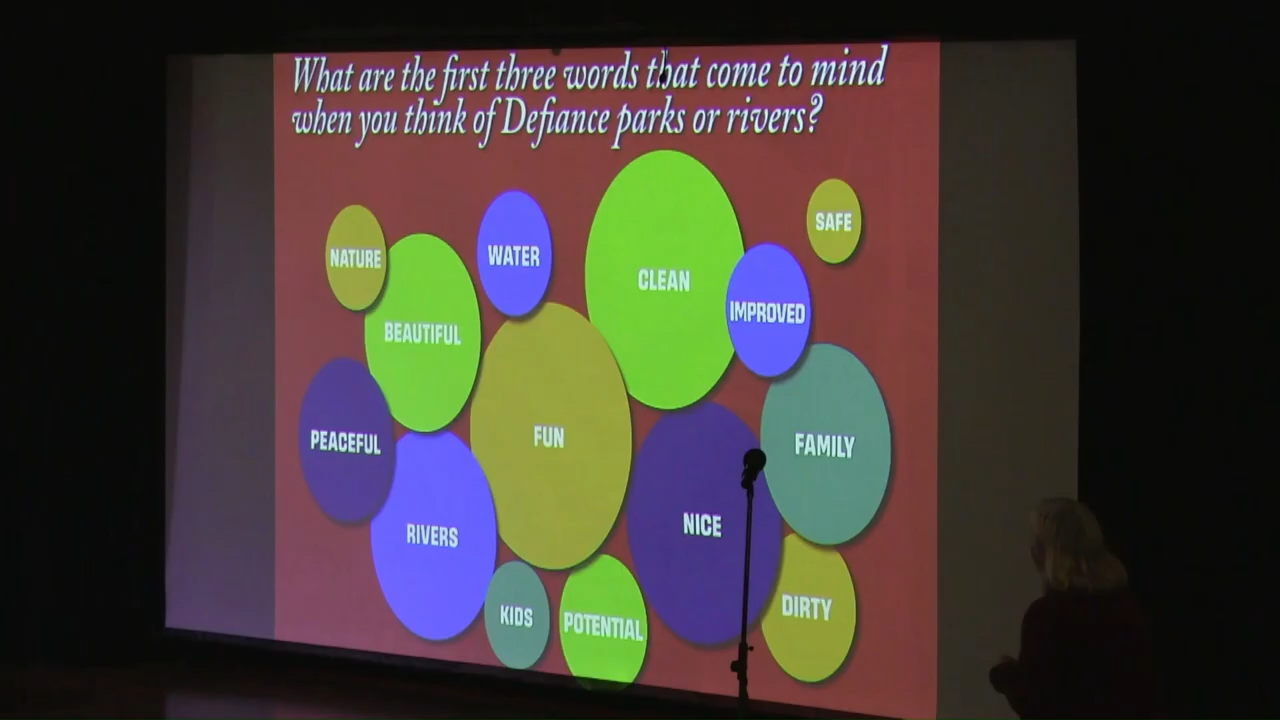 What are the first three words that come to mind
when you think of Defiance parks or rivers?
SAFE
NATURE
WATER
CLEAN
IMPROVED
BEAUTIFUL
PEACEFUL
FUN
FAMILY
RIVERS
NICE
KIDS
POTENTIAL
DIRTY